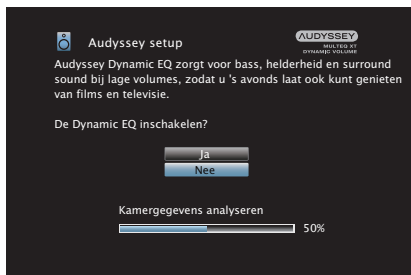 Audyssey setup
AUDYSSEY
MULTEQ XT
DYNAMIC VOLUME
Audyssey Dynamic EQ zorgt voor bass, helderheid en surround
sound bij lage volumes, zodat u 's avonds laat ook kunt genieten
van films en televisie.
De Dynamic EQ inschakelen?
Ja
Nee
Kamergegevens analyseren
50%